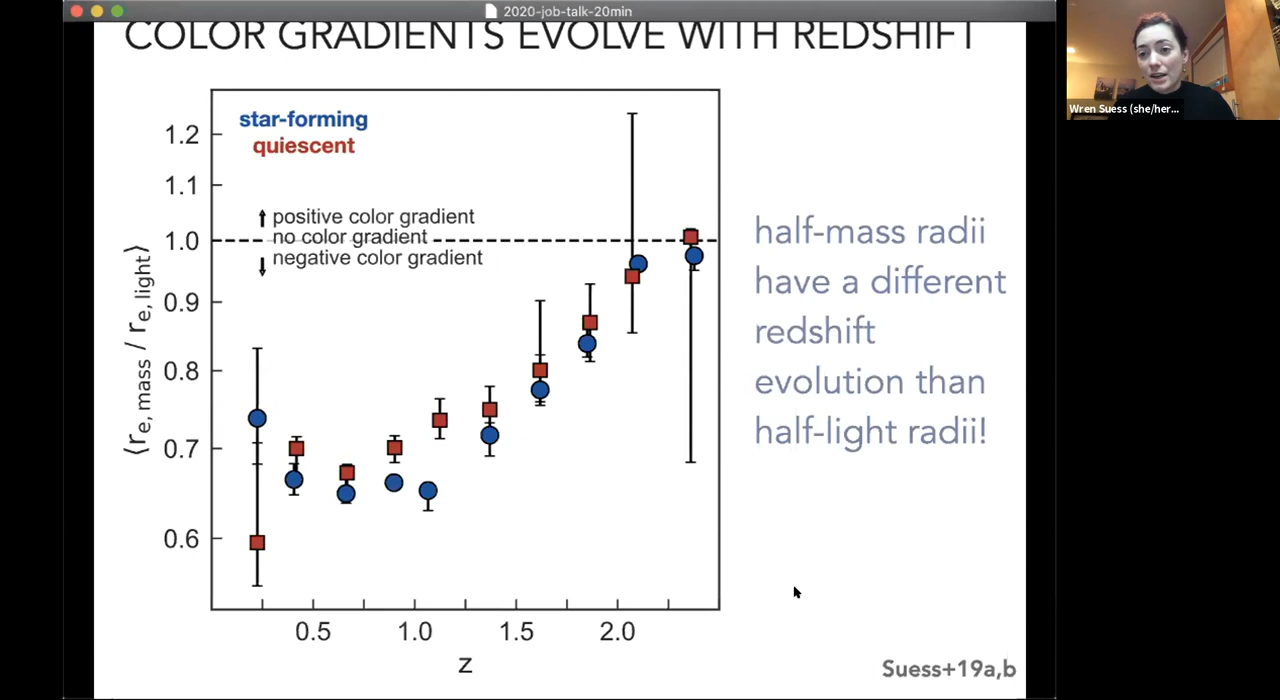 2020-job-talk-20min
COLOR GRADIENTS EVOLVE WITH REDSHIFT
Wren Suess (she/her...
star-forming
quiescent
positive color gradient
no color gradient
negative color gradient
1.2
1.1
1.0
0.9
0.8
0.7
0.6
⟨r_e,mass / r_e,light⟩
0.5
1.0
1.5
2.0
z
half-mass radii
have a different
redshift
evolution than
half-light radii!
Suess+19a,b